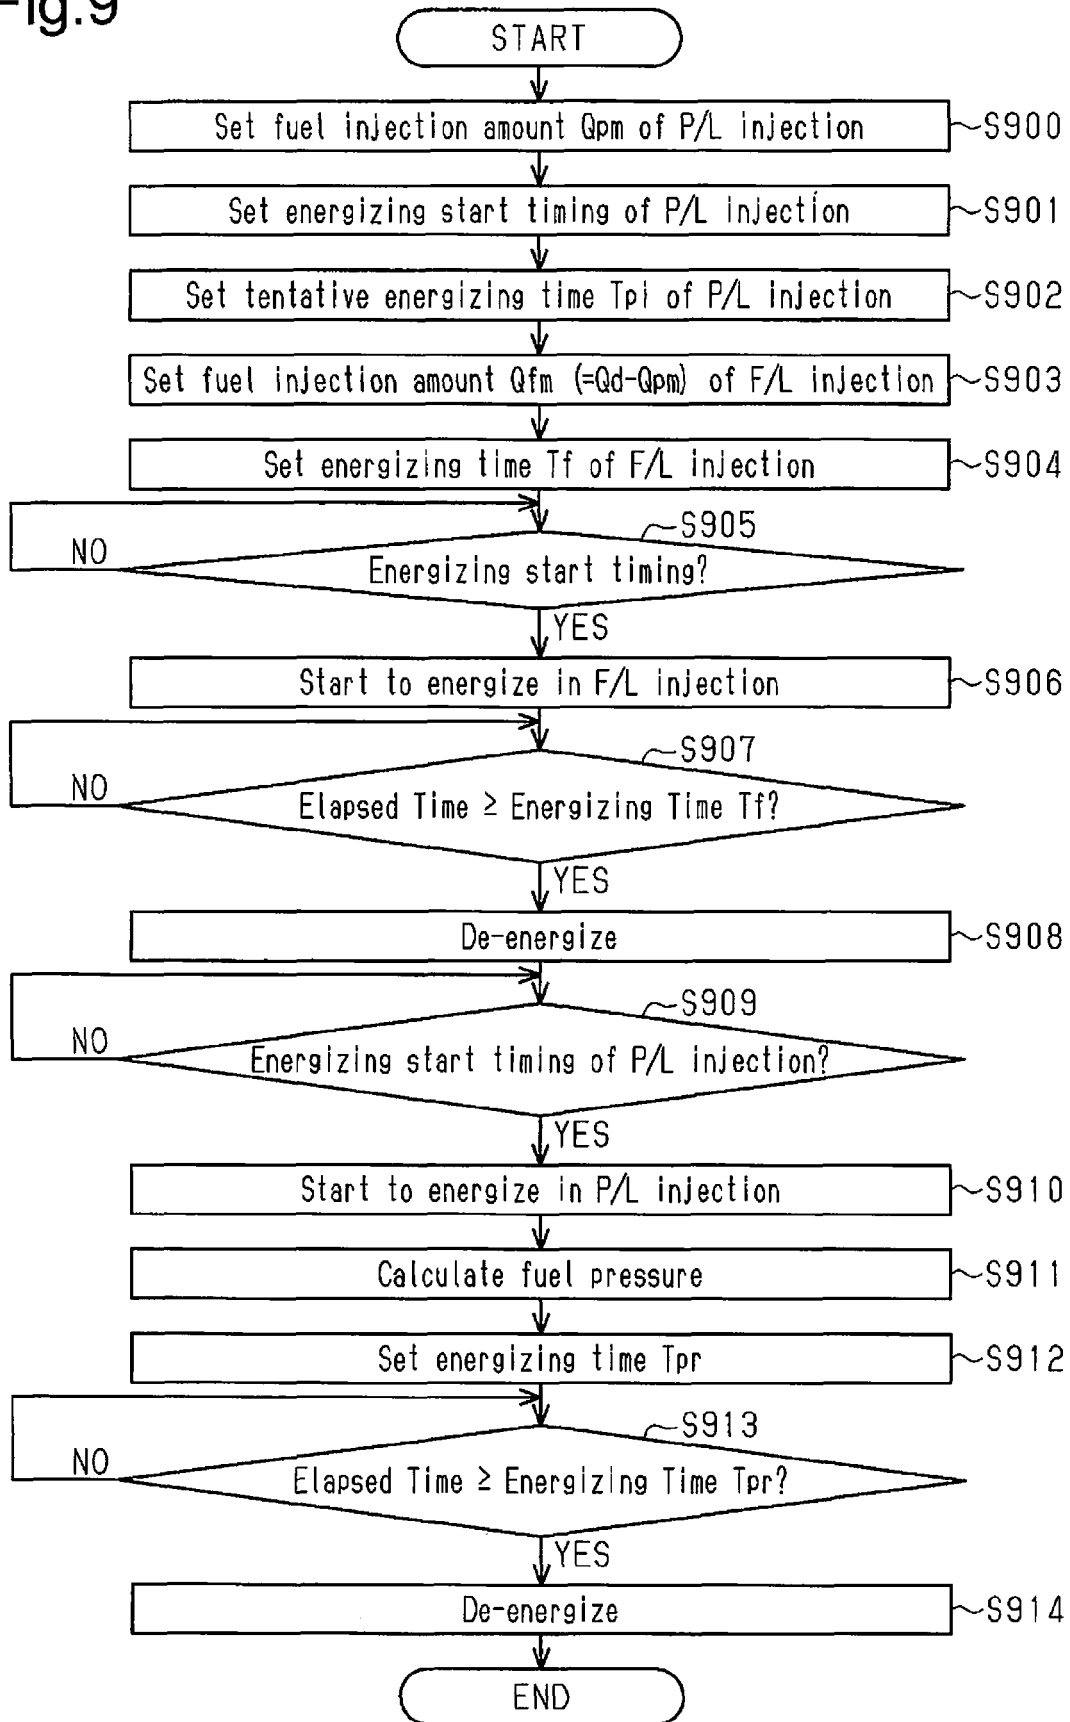 Fig.9
START
Set fuel injection amount Qpm of P/L injection
S900
Set energizing start timing of P/L injection
S901
Set tentative energizing time Tpi of P/L injection
S902
Set fuel injection amount Qfm (=Qd-Qpm) of F/L injection
S903
Set energizing time Tf of F/L injection
S904
S905
NO
Energizing start timing?
YES
Start to energize in F/L injection
S906
S907
NO
Elapsed Time ≥ Energizing Time Tf?
YES
De-energize
S908
S909
NO
Energizing start timing of P/L injection?
YES
Start to energize in P/L injection
S910
Calculate fuel pressure
S911
Set energizing time Tpr
S912
S913
NO
Elapsed Time ≥ Energizing Time Tpr?
YES
De-energize
S914
END